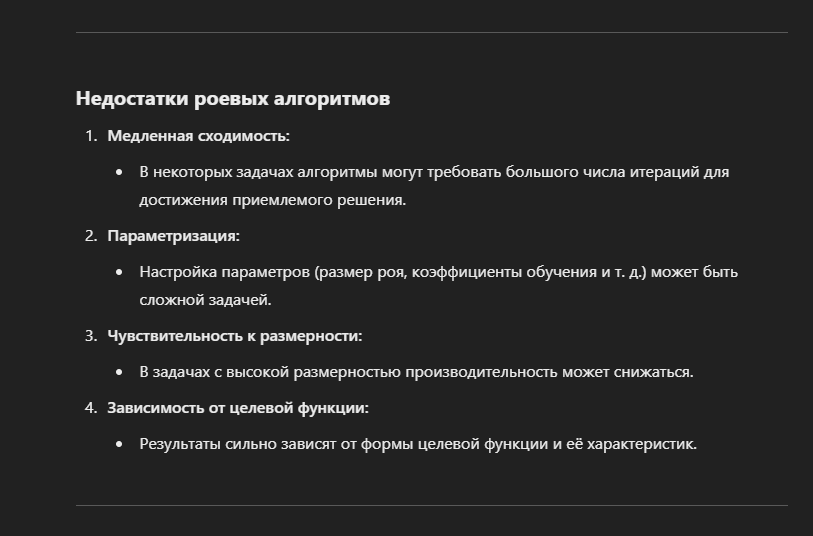 Недостатки роевых алгоритмов
1. Медленная сходимость:
• В некоторых задачах алгоритмы могут требовать большого числа итераций для
достижения приемлемого решения.
2. Параметризация:
• Настройка параметров (размер роя, коэффициенты обучения и т. д.) может быть
сложной задачей.
3. Чувствительность к размерности:
• В задачах с высокой размерностью производительность может снижаться.
4. Зависимость от целевой функции:
• Результаты сильно зависят от формы целевой функции и её характеристик.